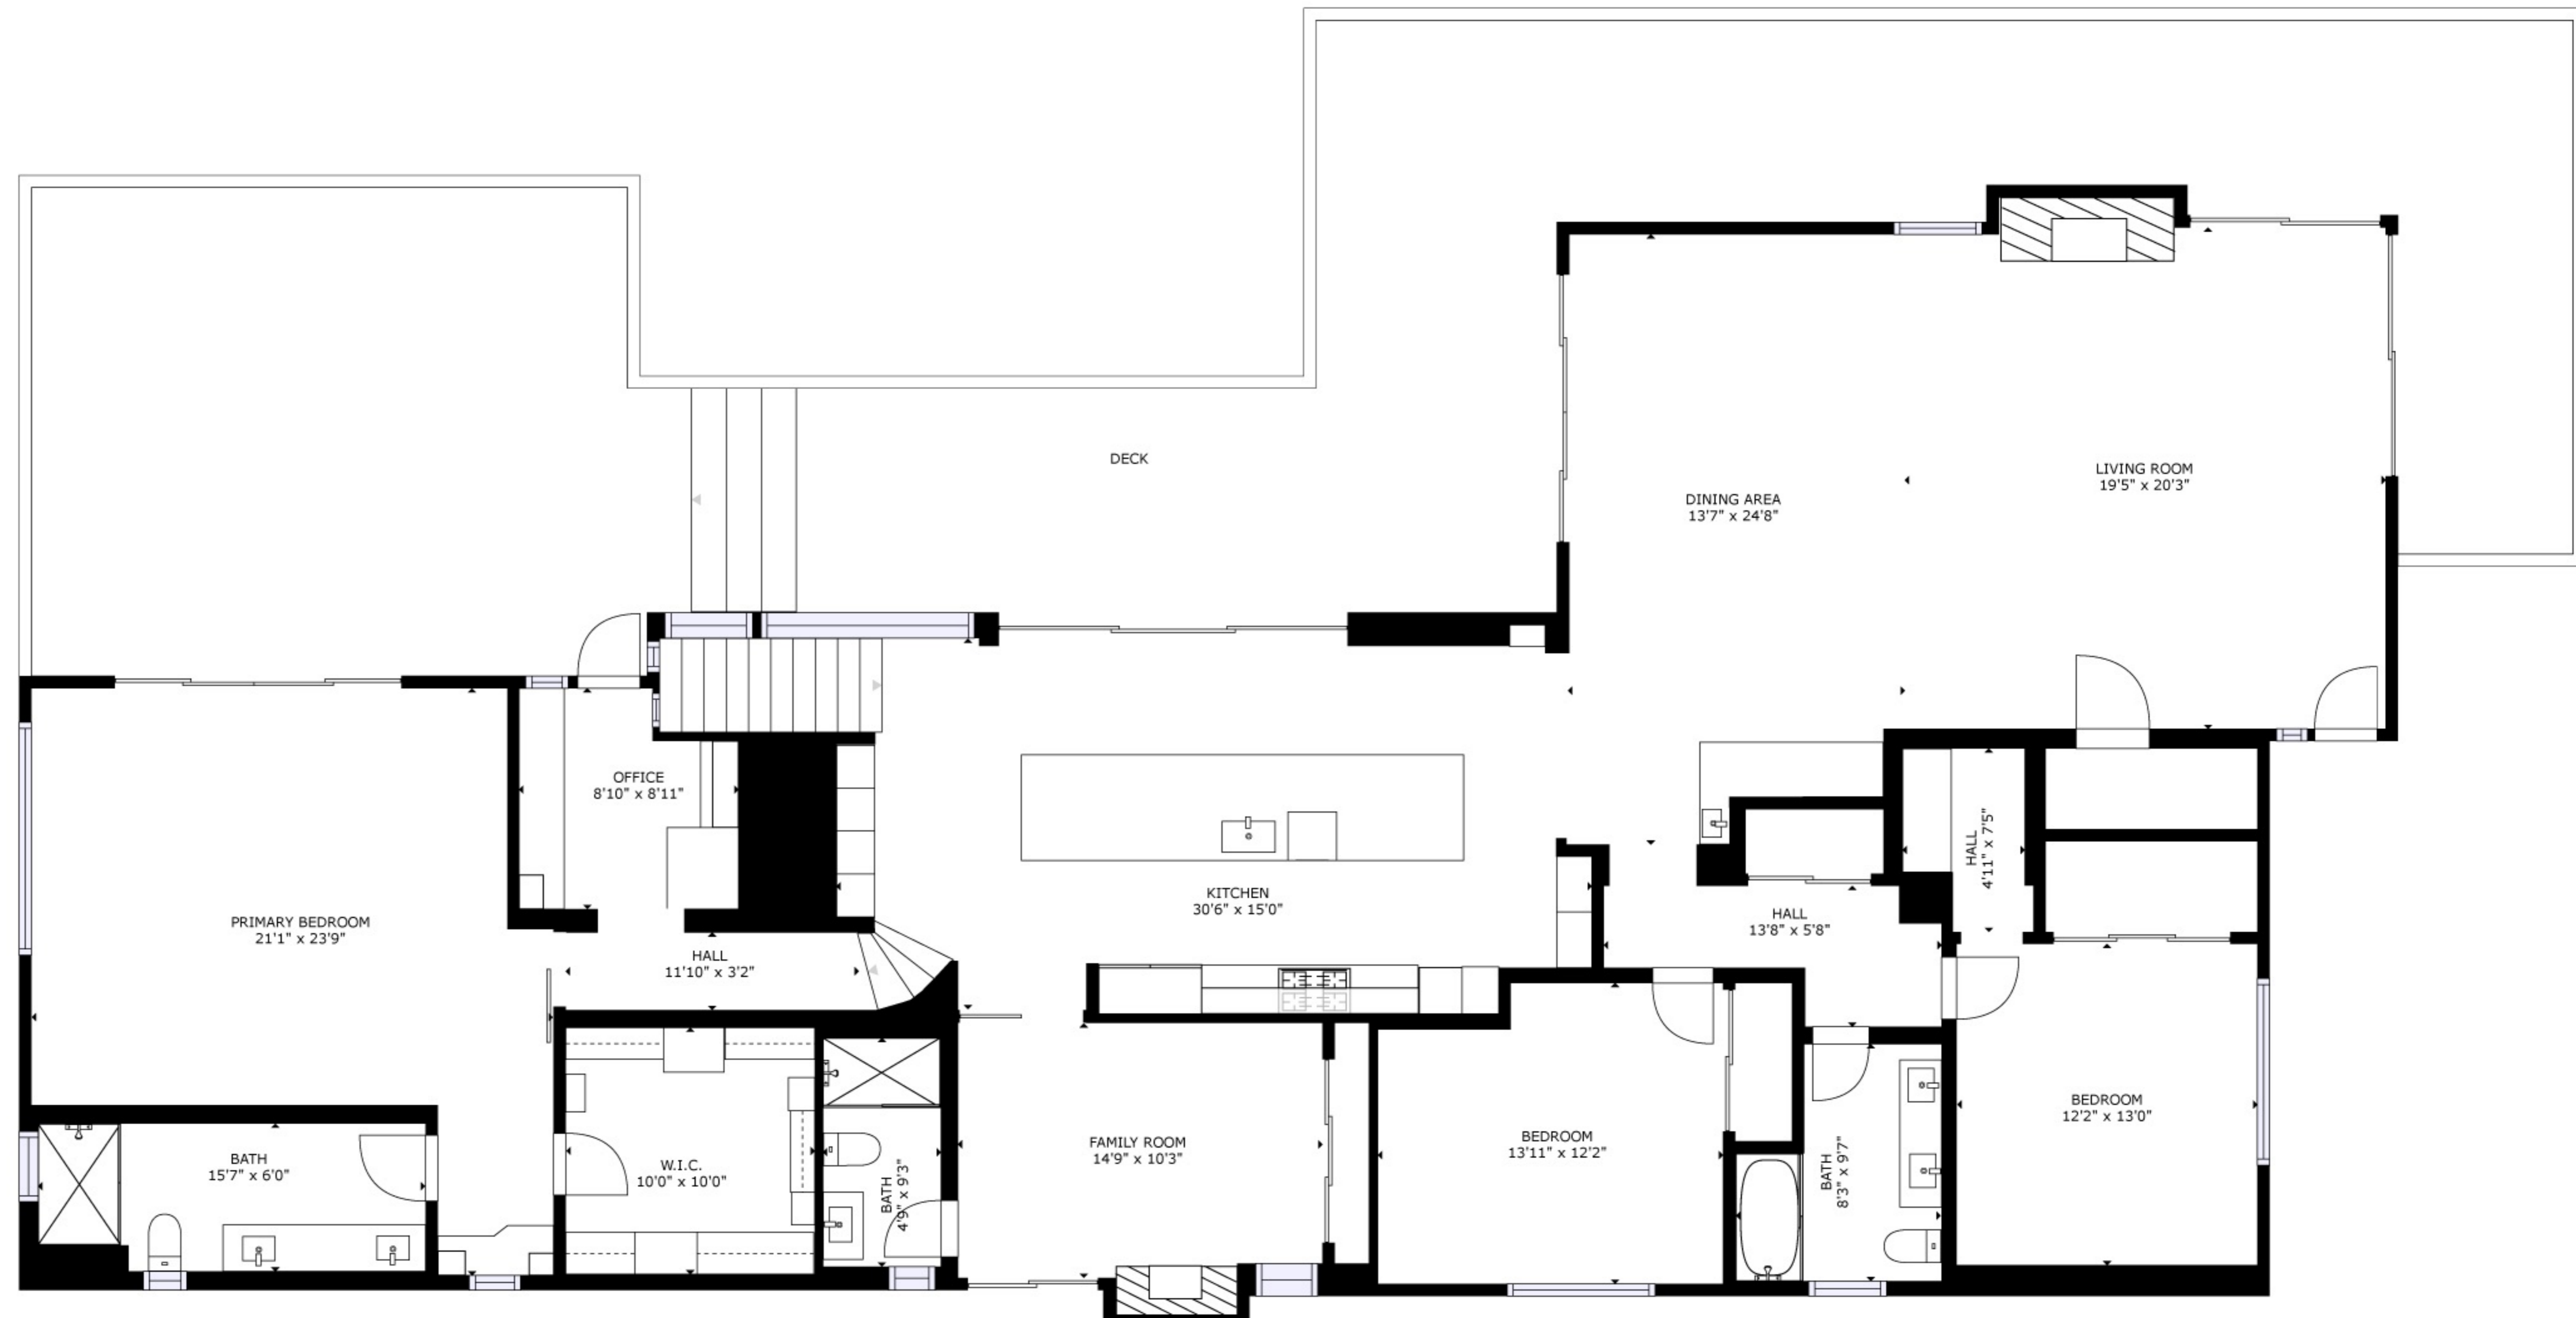 DECK
LIVING ROOM
19'5" x 20'3"
DINING AREA
13'7" x 24'8"
OFFICE
8'10" x 8'11"
HALL
4'11" x 7'5"
PRIMARY BEDROOM
21'1" x 23'9"
KITCHEN
30'6" x 15'0"
HALL
13'8" x 5'8"
HALL
11'10" x 3'2"
BATH
15'7" x 6'0"
W.I.C.
10'0" x 10'0"
BATH
4'9" x 9'3"
FAMILY ROOM
14'9" x 10'3"
BEDROOM
13'11" x 12'2"
BATH
8'3" x 9'7"
BEDROOM
12'2" x 13'0"